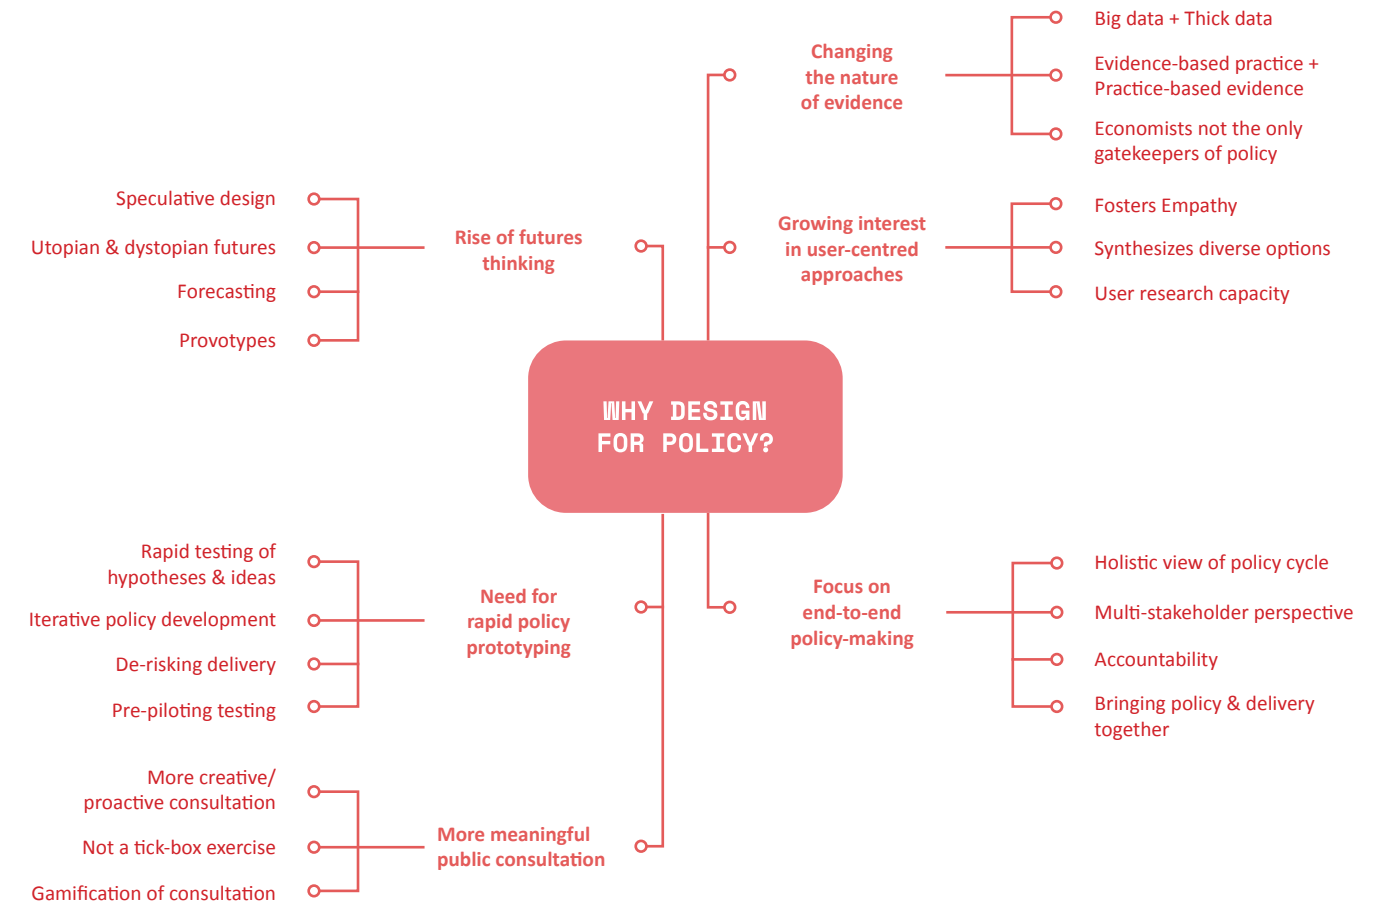 Changing
the nature
of evidence
Big data + Thick data
Evidence-based practice +
Practice-based evidence
Economists not the only
gatekeepers of policy
Growing interest
in user-centred
approaches
Fosters Empathy
Synthesizes diverse options
User research capacity
Rise of futures
thinking
Speculative design
Utopian & dystopian futures
Forecasting
Provotypes
WHY DESIGN
FOR POLICY?
Need for
rapid policy
prototyping
Rapid testing of
hypotheses & ideas
Iterative policy development
De-risking delivery
Pre-piloting testing
Focus on
end-to-end
policy-making
Holistic view of policy cycle
Multi-stakeholder perspective
Accountability
Bringing policy & delivery
together
More meaningful
public consultation
More creative/
proactive consultation
Not a tick-box exercise
Gamification of consultation